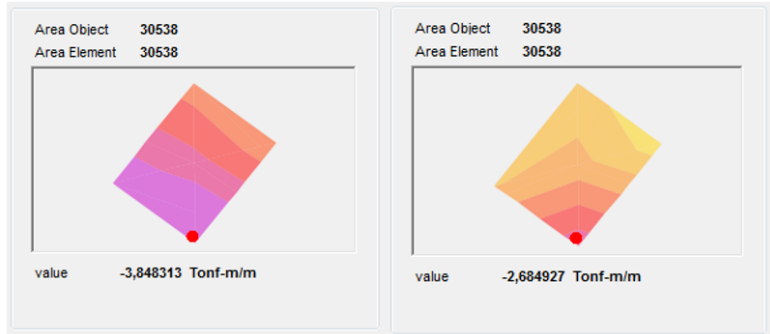 Area Object 30538
Area Element 30538
value -3,848313 Tonf-m/m
Area Object 30538
Area Element 30538
value -2,684927 Tonf-m/m